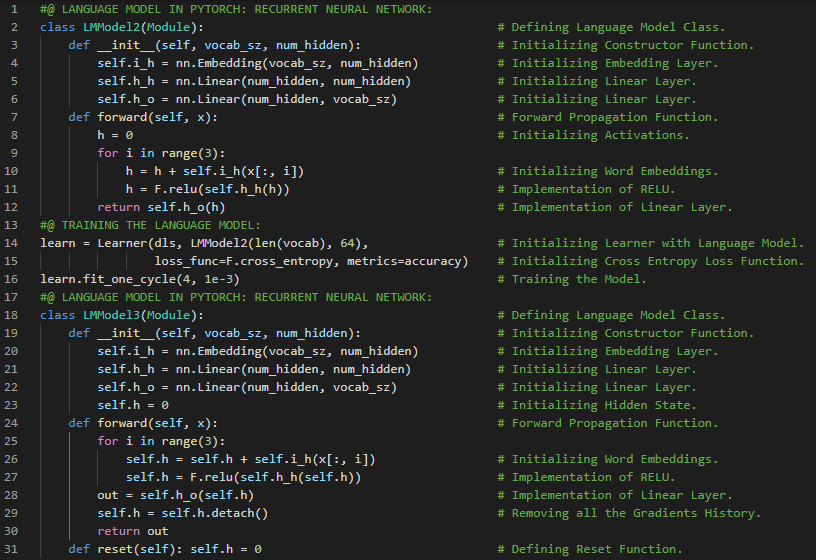 1 #@ LANGUAGE MODEL IN PYTORCH: RECURRENT NEURAL NETWORK:
2 class LMModel2(Module): # Defining Language Model Class.
3     def __init__(self, vocab_sz, num_hidden): # Initializing Constructor Function.
4         self.i_h = nn.Embedding(vocab_sz, num_hidden) # Initializing Embedding Layer.
5         self.h_h = nn.Linear(num_hidden, num_hidden) # Initializing Linear Layer.
6         self.h_o = nn.Linear(num_hidden, vocab_sz) # Initializing Linear Layer.
7     def forward(self, x): # Forward Propagation Function.
8         h = 0 # Initializing Activations.
9         for i in range(3):
10             h = h + self.i_h(x[:, i]) # Initializing Word Embeddings.
11             h = F.relu(self.h_h(h)) # Implementation of RELU.
12         return self.h_o(h) # Implementation of Linear Layer.
13 #@ TRAINING THE LANGUAGE MODEL:
14 learn = Learner(dls, LMModel2(len(vocab), 64), # Initializing Learner with Language Model.
15                 loss_func=F.cross_entropy, metrics=accuracy) # Initializing Cross Entropy Loss Function.
16 learn.fit_one_cycle(4, 1e-3) # Training the Model.
17 #@ LANGUAGE MODEL IN PYTORCH: RECURRENT NEURAL NETWORK:
18 class LMModel3(Module): # Defining Language Model Class.
19     def __init__(self, vocab_sz, num_hidden): # Initializing Constructor Function.
20         self.i_h = nn.Embedding(vocab_sz, num_hidden) # Initializing Embedding Layer.
21         self.h_h = nn.Linear(num_hidden, num_hidden) # Initializing Linear Layer.
22         self.h_o = nn.Linear(num_hidden, vocab_sz) # Initializing Linear Layer.
23         self.h = 0 # Initializing Hidden State.
24     def forward(self, x): # Forward Propagation Function.
25         for i in range(3):
26             self.h = self.h + self.i_h(x[:, i]) # Initializing Word Embeddings.
27             self.h = F.relu(self.h_h(self.h)) # Implementation of RELU.
28         out = self.h_o(self.h) # Implementation of Linear Layer.
29         self.h = self.h.detach() # Removing all the Gradients History.
30         return out
31     def reset(self): self.h = 0 # Defining Reset Function.